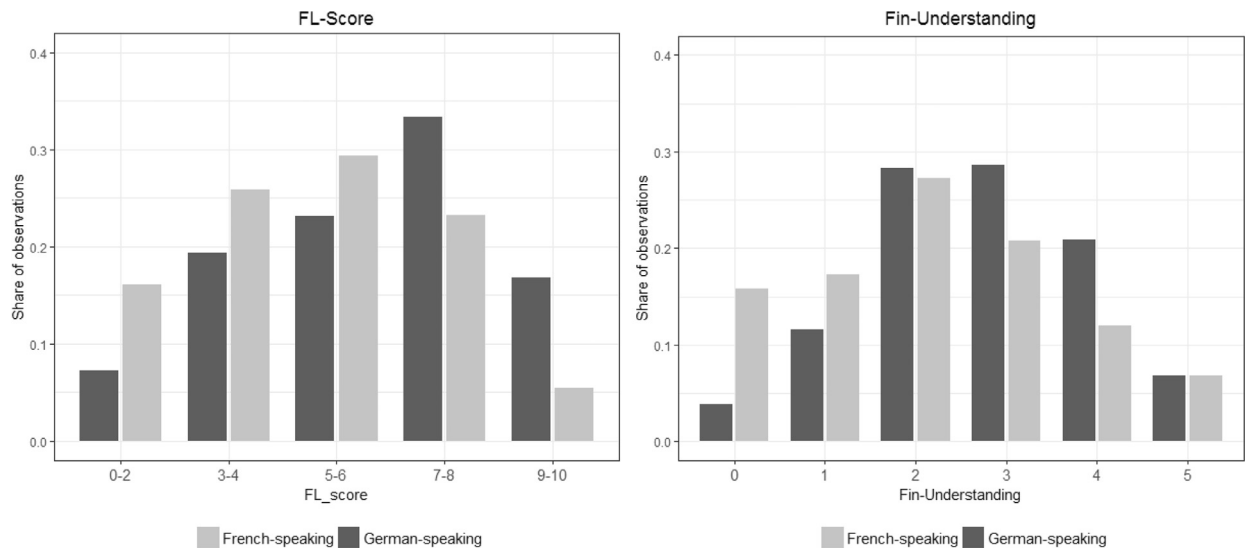 FL-Score
0.4
0.3
0.2
0.1
0.0
Share of observations
0-2 3-4 5-6 7-8 9-10
FL_score
French-speaking German-speaking
Fin-Understanding
0.4
0.3
0.2
0.1
0.0
Share of observations
0 1 2 3 4 5
Fin-Understanding
French-speaking German-speaking